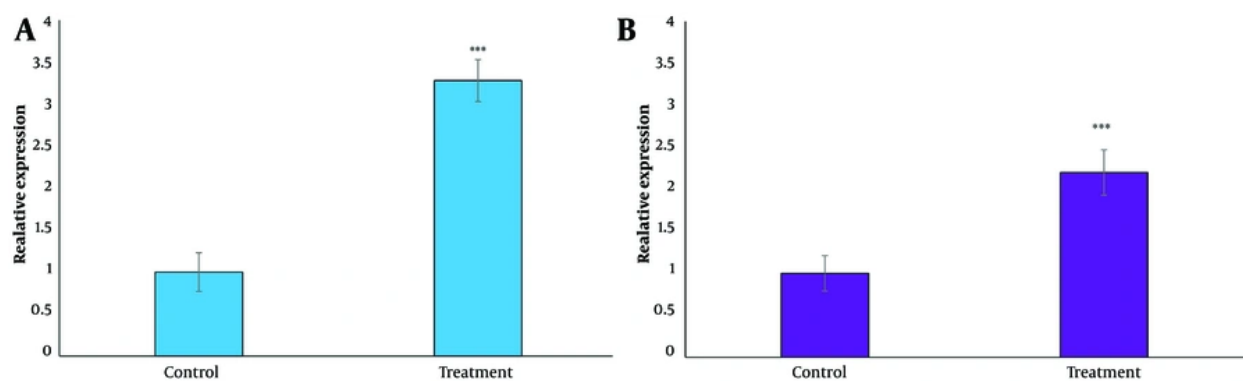 A
Realative expression
4
3.5
3
2.5
2
1.5
1
0.5
0
***
Control
Treatment
B
Realative expression
4
3.5
3
2.5
2
1.5
1
0.5
0
***
Control
Treatment